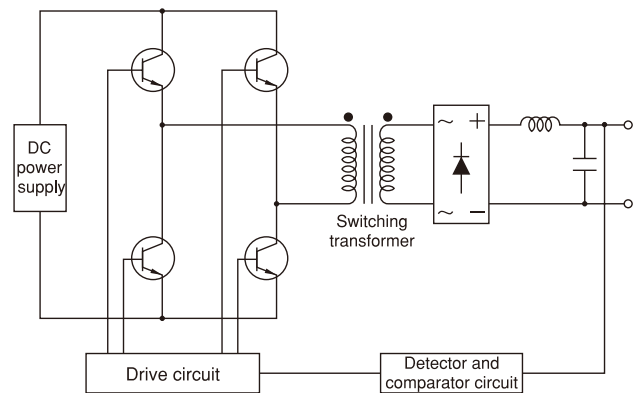 DC
power
supply
~ +
~ −
Switching
transformer
Drive circuit
Detector and
comparator circuit